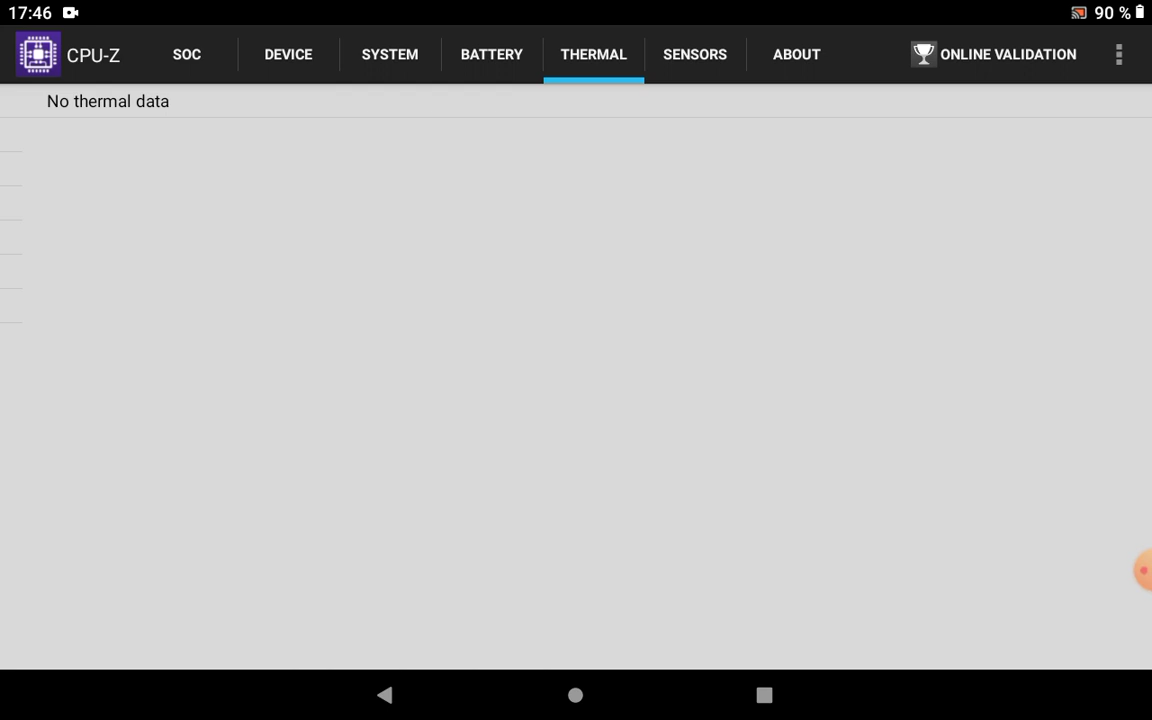 17:46 90 %
CPU-Z SOC DEVICE SYSTEM BATTERY THERMAL SENSORS ABOUT ONLINE VALIDATION
No thermal data